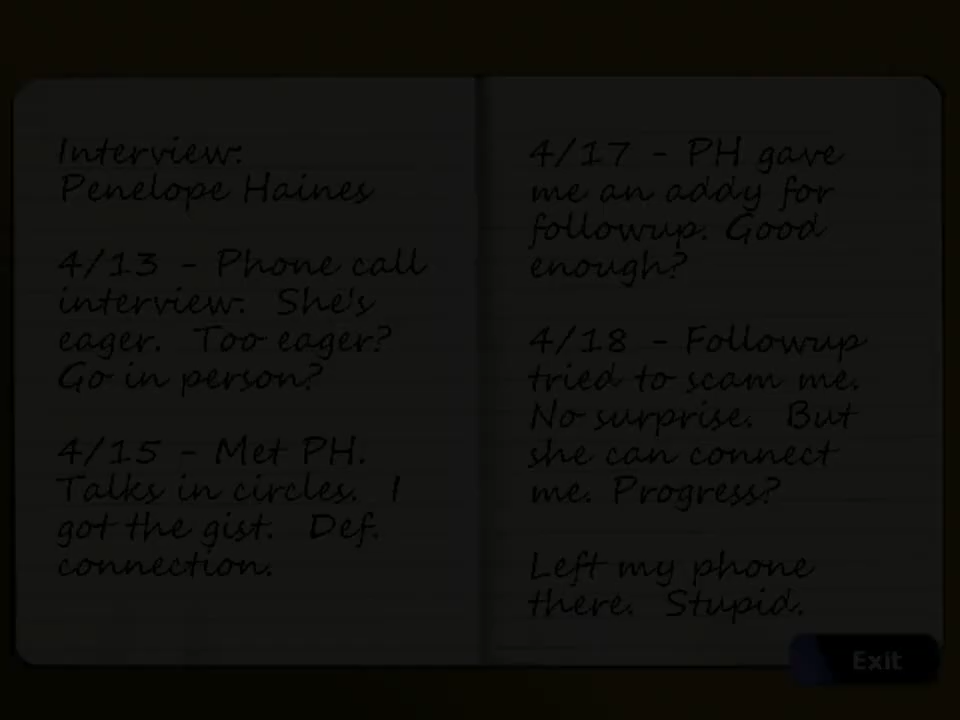 Interview:
Penelope Haines
4/13 - Phone call
interview. She's
eager. Too eager?
Go in person?
4/15 - Met PH.
Talks in circles. I
got the gist. Def.
connection.
4/17 - PH gave
me an addy for
followup. Good
enough?
4/18 - Followup
tried to scam me.
No surprise. But
she can connect
me. Progress?
Left my phone
there. Stupid.
Exit